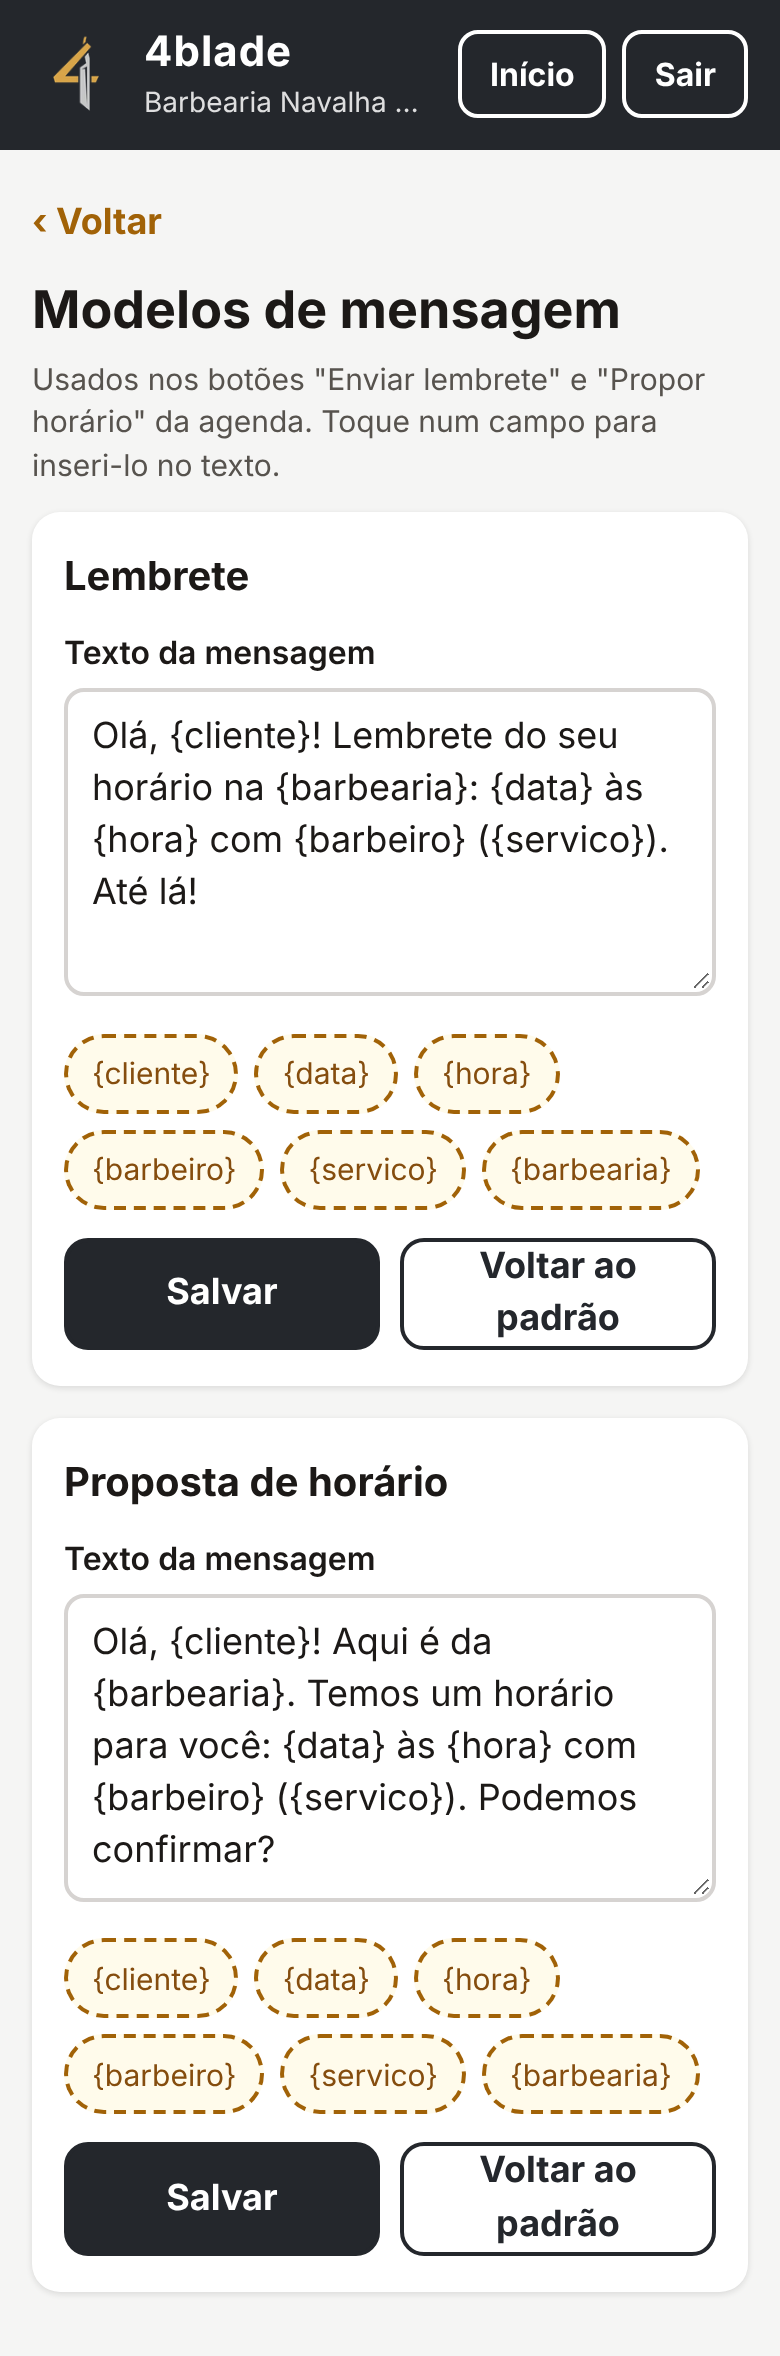 4blade
Barbearia Navalha ...
Início
Sair
‹ Voltar
Modelos de mensagem
Usados nos botões "Enviar lembrete" e "Propor
horário" da agenda. Toque num campo para
inseri-lo no texto.
Lembrete
Texto da mensagem
Olá, {cliente}! Lembrete do seu
horário na {barbearia}: {data} às
{hora} com {barbeiro} ({servico}).
Até lá!
{cliente}
{data}
{hora}
{barbeiro}
{servico}
{barbearia}
Salvar
Voltar ao
padrão
Proposta de horário
Texto da mensagem
Olá, {cliente}! Aqui é da
{barbearia}. Temos um horário
para você: {data} às {hora} com
{barbeiro} ({servico}). Podemos
confirmar?
{cliente}
{data}
{hora}
{barbeiro}
{servico}
{barbearia}
Salvar
Voltar ao
padrão